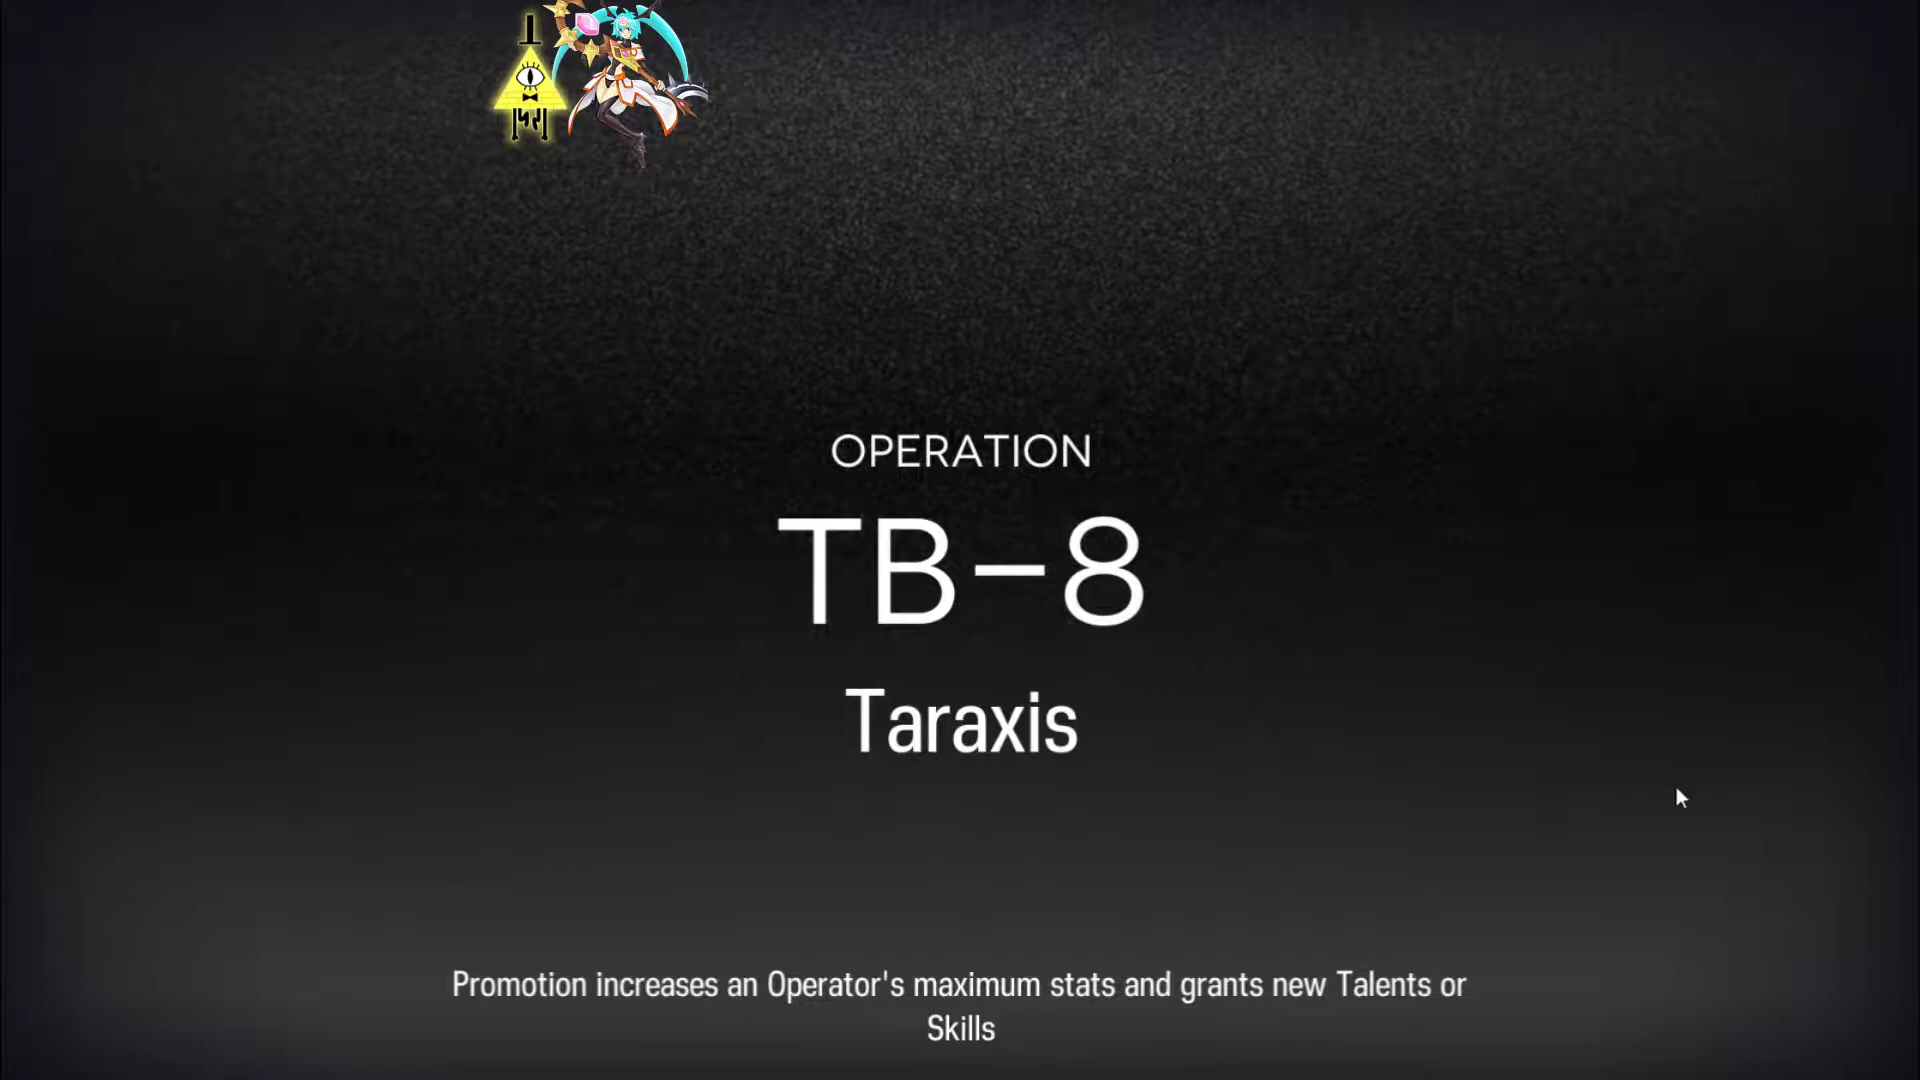 OPERATION
TB-8
Taraxis
Promotion increases an Operator's maximum stats and grants new Talents or
Skills